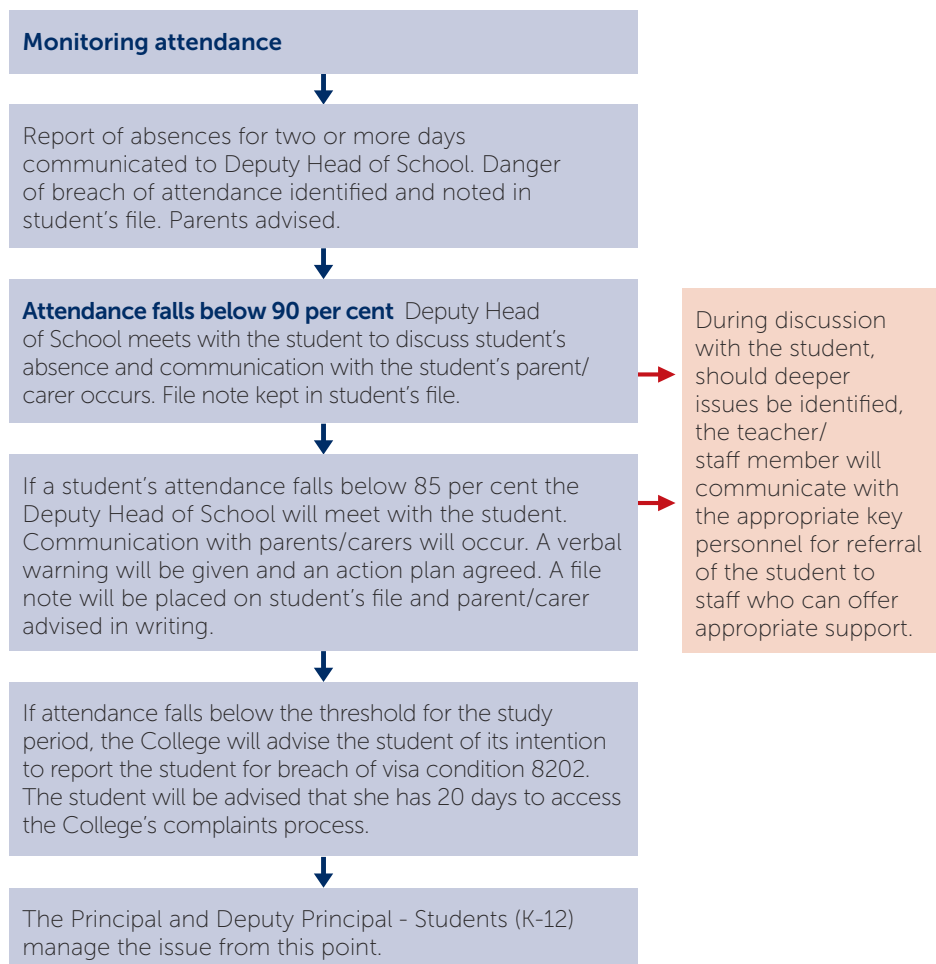 Monitoring attendance
Report of absences for two or more days
communicated to Deputy Head of School. Danger
of breach of attendance identified and noted in
student’s file. Parents advised.
Attendance falls below 90 per cent  Deputy Head
of School meets with the student to discuss student’s
absence and communication with the student’s parent/
carer occurs. File note kept in student’s file.
During discussion
with the student,
should deeper
issues be identified,
the teacher/
staff member will
communicate with
the appropriate key
personnel for referral
of the student to
staff who can offer
appropriate support.
If a student’s attendance falls below 85 per cent the
Deputy Head of School will meet with the student.
Communication with parents/carers will occur. A verbal
warning will be given and an action plan agreed. A file
note will be placed on student’s file and parent/carer
advised in writing.
If attendance falls below the threshold for the study
period, the College will advise the student of its intention
to report the student for breach of visa condition 8202.
The student will be advised that she has 20 days to access
the College’s complaints process.
The Principal and Deputy Principal - Students (K-12)
manage the issue from this point.